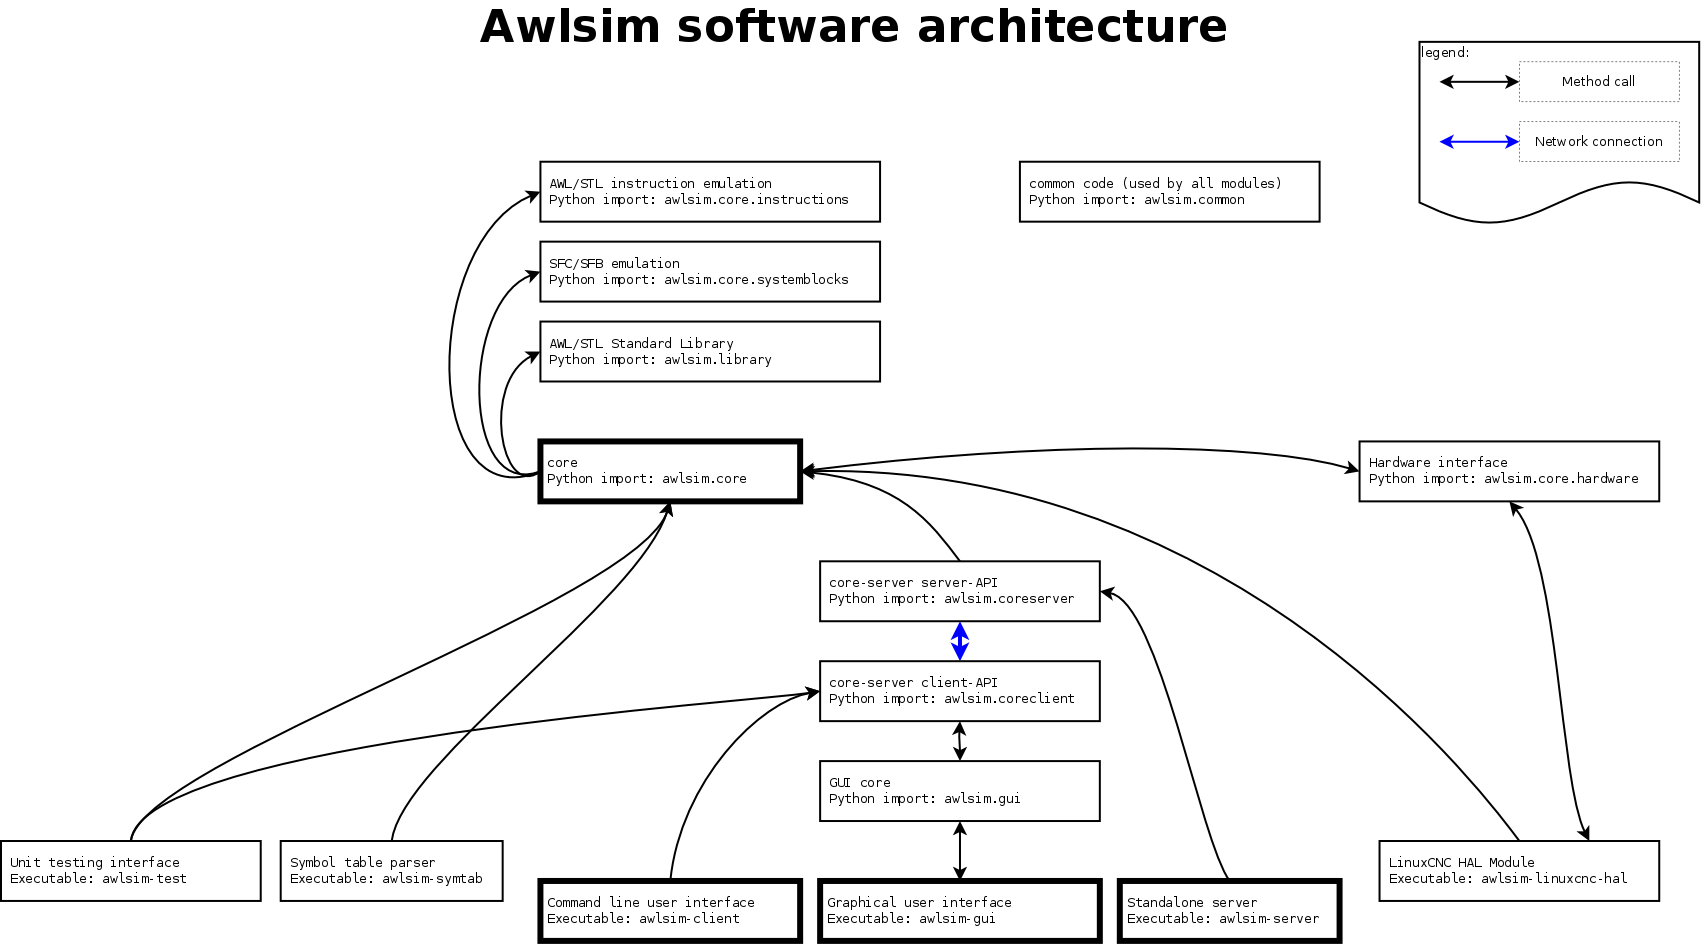 Awlsim software architecture
legend:
Method call
Network connection
AWL/STL instruction emulation
Python import: awlsim.core.instructions
common code (used by all modules)
Python import: awlsim.common
SFC/SFB emulation
Python import: awlsim.core.systemblocks
AWL/STL Standard Library
Python import: awlsim.library
core
Python import: awlsim.core
Hardware interface
Python import: awlsim.core.hardware
core-server server-API
Python import: awlsim.coreserver
core-server client-API
Python import: awlsim.coreclient
GUI core
Python import: awlsim.gui
Unit testing interface
Executable: awlsim-test
Symbol table parser
Executable: awlsim-symtab
Command line user interface
Executable: awlsim-client
Graphical user interface
Executable: awlsim-gui
Standalone server
Executable: awlsim-server
LinuxCNC HAL Module
Executable: awlsim-linuxcnc-hal